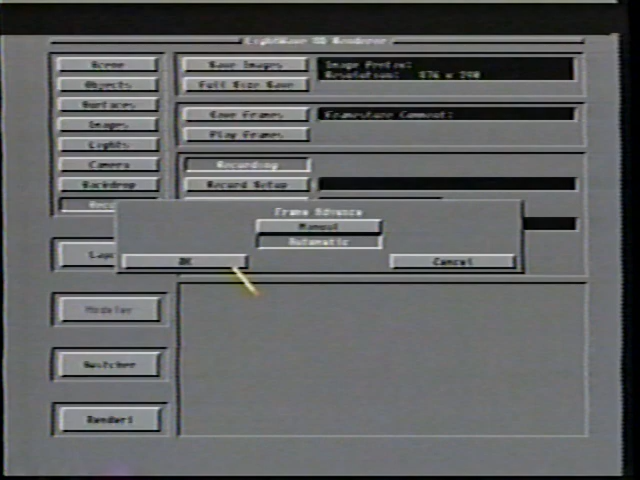 LightWave 3D Renderer
Scene
Objects
Surfaces
Images
Lights
Camera
Backdrop
Save Images
Full Size Save
Image Prefix:
Resolution:
Save Frames
Play Frames
Framestore Comment:
Recording
Record Setup
Frame Advance
Manual
Automatic
OK
Cancel
Modeler
Switcher
Render!